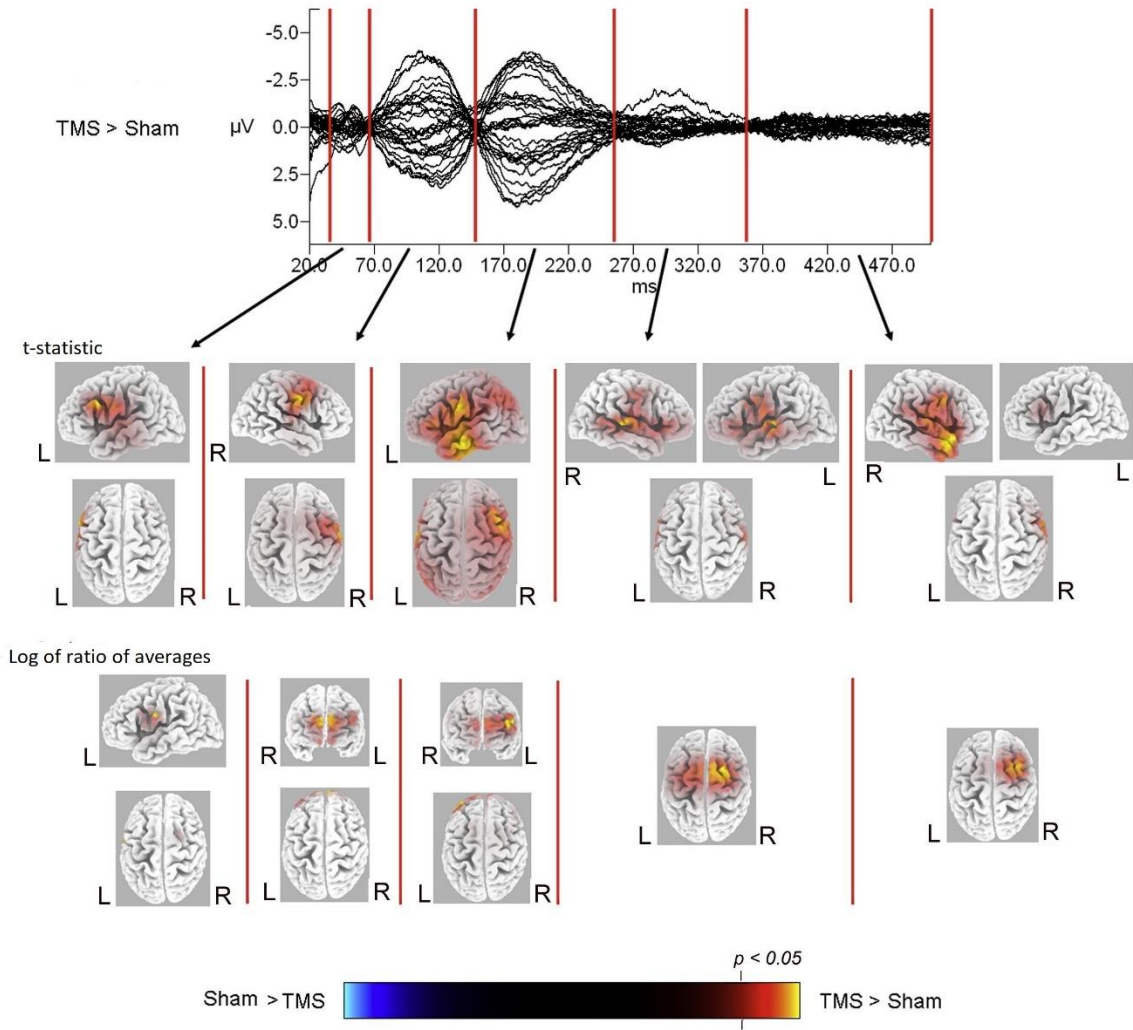 -5.0
-2.5
TMS > Sham µV 0.0
2.5
5.0
20.0 70.0 120.0 170.0 220.0 270.0 320.0 370.0 420.0 470.0
ms
t-statistic
L R L R L R L
L R L R L R L R L R
Log of ratio of averages
L R L R L
L R L R
L R L R L R
p < 0.05
Sham > TMS TMS > Sham